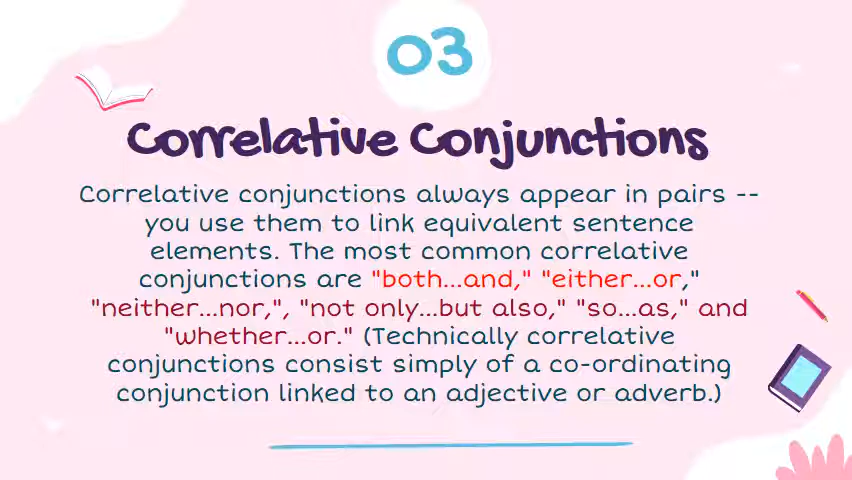 03
Correlative Conjunctions
Correlative conjunctions always appear in pairs --
you use them to link equivalent sentence
elements. The most common correlative
conjunctions are "both...and," "either...or,"
"neither...nor,", "not only...but also," "so...as," and
"whether...or." (Technically correlative
conjunctions consist simply of a co-ordinating
conjunction linked to an adjective or adverb.)